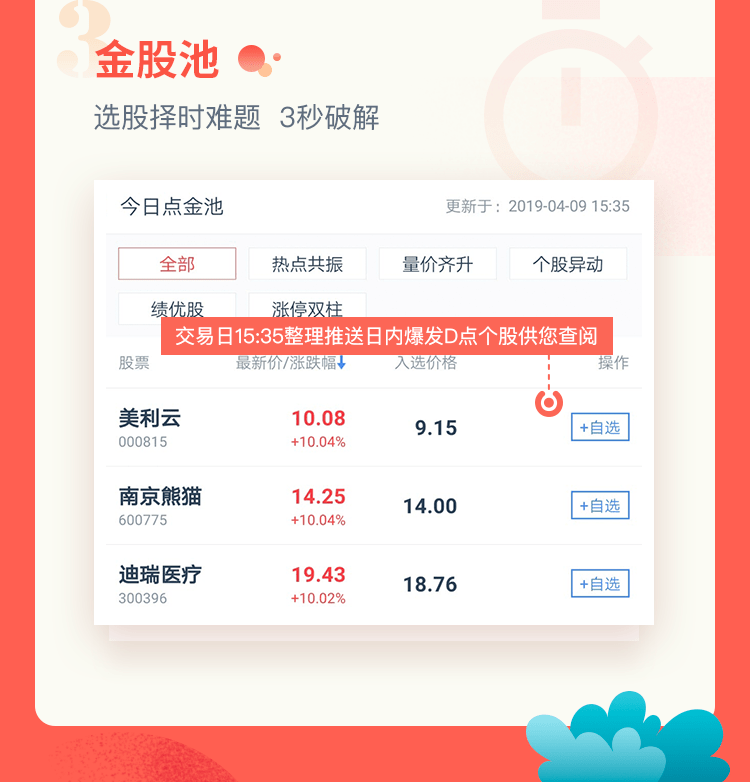 3
金股池
选股择时难题 3秒破解
今日点金池 更新于：2019-04-09 15:35
全部 热点共振 量价齐升 个股异动
绩优股 涨停双柱
交易日15:35整理推送日内爆发D点个股供您查阅
股票 最新价/涨跌幅 入选价格 操作
美利云 10.08 9.15 +自选
000815 +10.04%
南京熊猫 14.25 14.00 +自选
600775 +10.04%
迪瑞医疗 19.43 18.76 +自选
300396 +10.02%